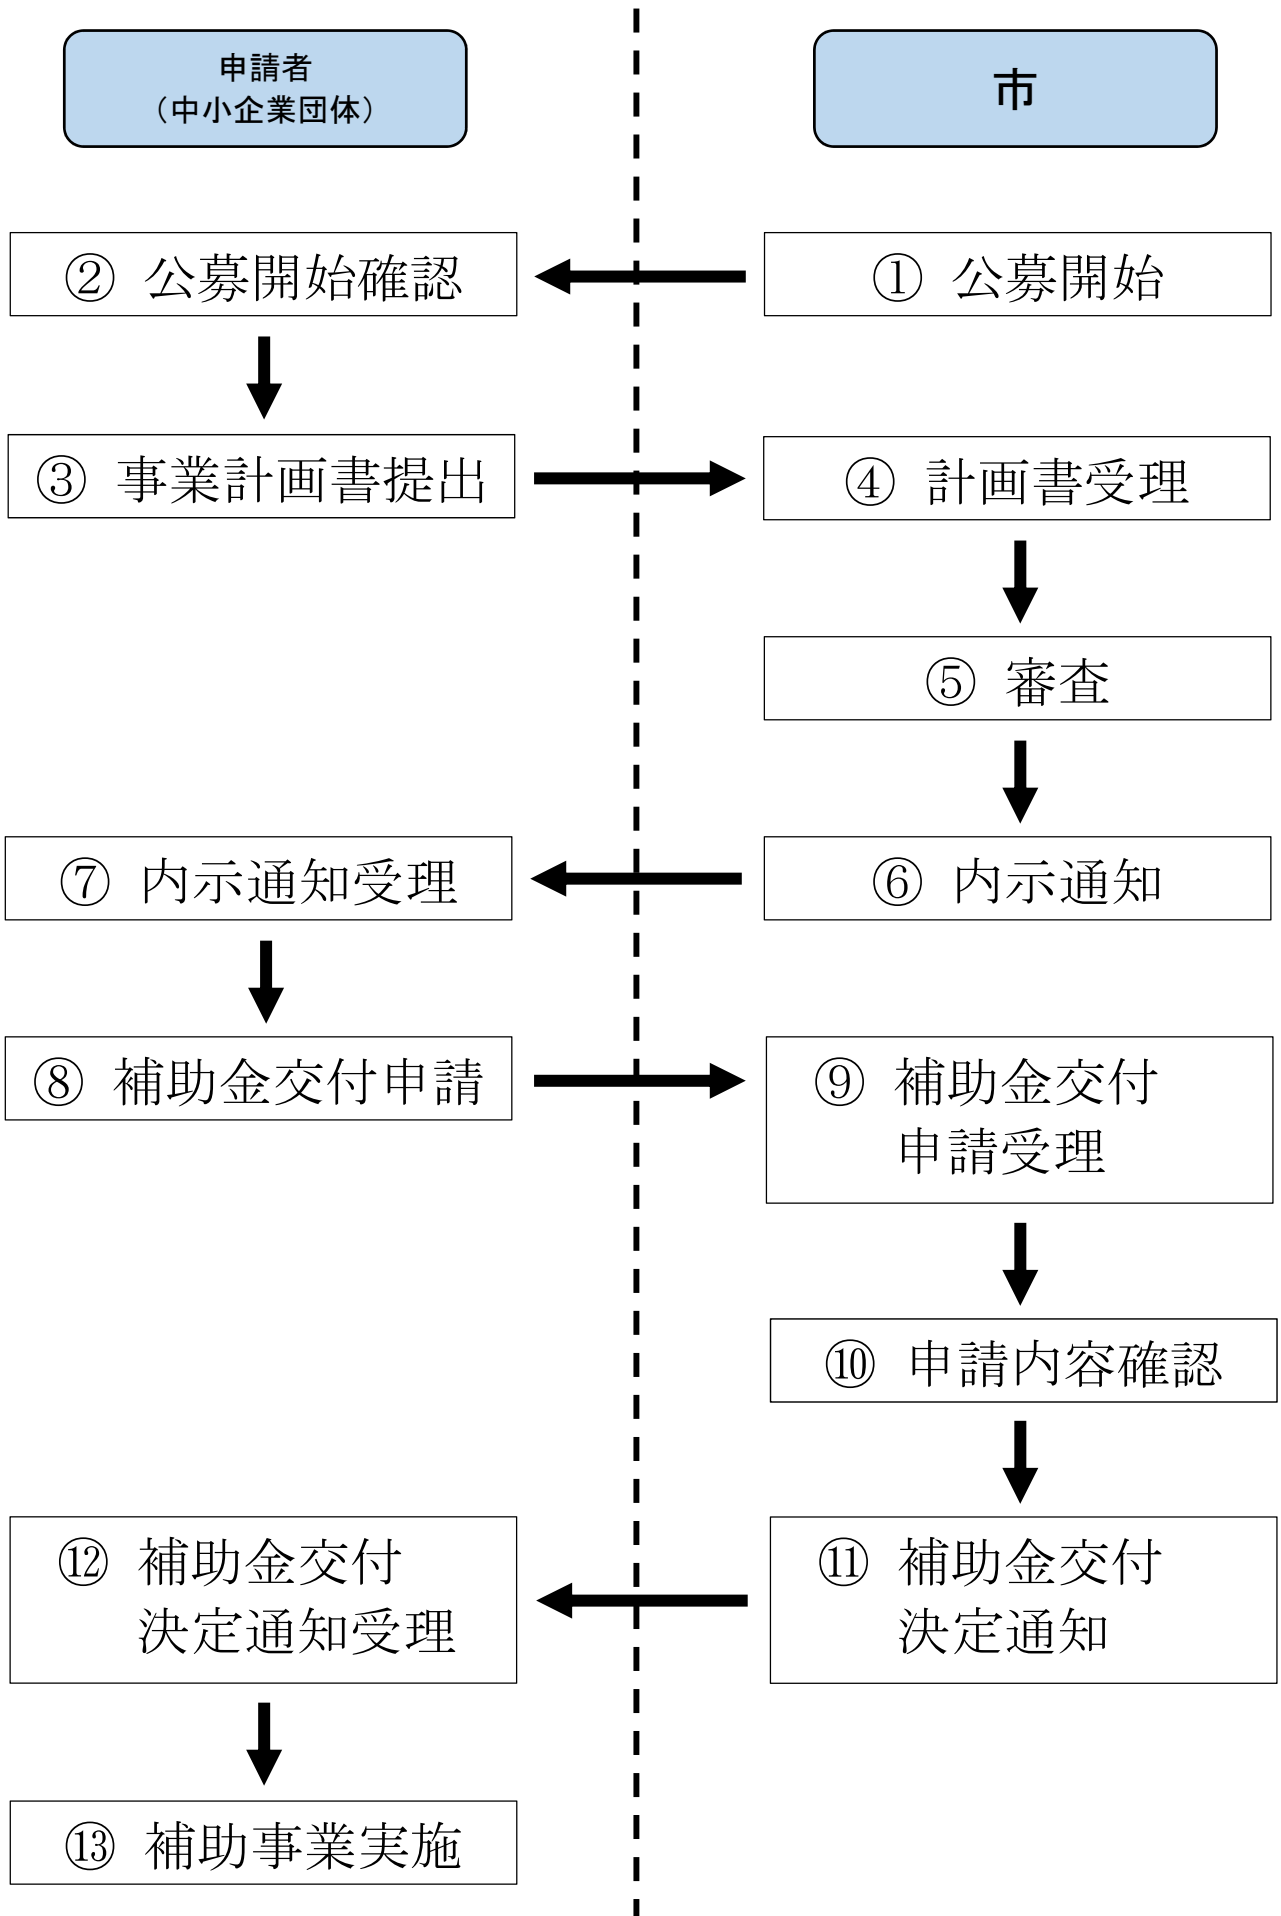 申請者
（中小企業団体）
市
① 公募開始
② 公募開始確認
③ 事業計画書提出
④ 計画書受理
⑤ 審査
⑥ 内示通知
⑦ 内示通知受理
⑧ 補助金交付申請
⑨ 補助金交付
申請受理
⑩ 申請内容確認
⑪ 補助金交付
決定通知
⑫ 補助金交付
決定通知受理
⑬ 補助事業実施